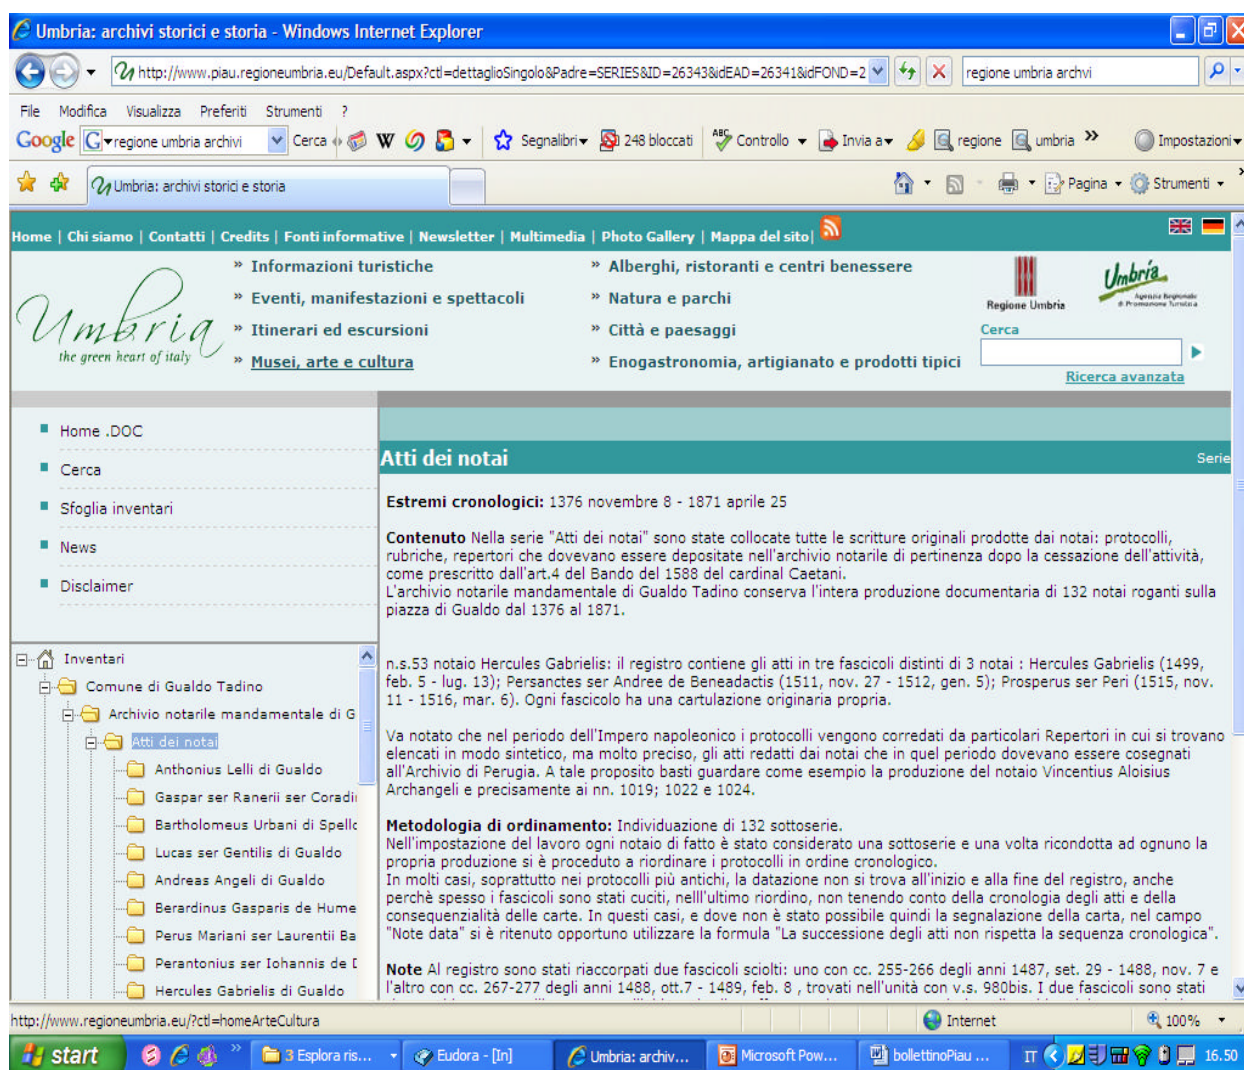 Umbria: archivi storici e storia - Windows Internet Explorer
http://www.piau.regioneumbria.eu/Default.aspx?ctl=dettaglioSingolo&Padre=SERIES&ID=26343&idEAD=26341&idFOND=2
regione umbria archvi
File Modifica Visualizza Preferiti Strumenti ?
Google G regione umbria archivi Cerca W Segnalibri 248 bloccati ABC Controllo Invia a regione umbria » Impostazioni
Umbria: archivi storici e storia Pagina Strumenti »
Home | Chi siamo | Contatti | Credits | Fonti informative | Newsletter | Multimedia | Photo Gallery | Mappa del sito|
Umbria
the green heart of italy
» Informazioni turistiche
» Eventi, manifestazioni e spettacoli
» Itinerari ed escursioni
» Musei, arte e cultura
» Alberghi, ristoranti e centri benessere
» Natura e parchi
» Città e paesaggi
» Enogastronomia, artigianato e prodotti tipici
Regione Umbria
Umbria
Agenzia Regionale
di Promozione Turistica
Cerca
Ricerca avanzata
Home .DOC
Cerca
Sfoglia inventari
News
Disclaimer
Inventari
Comune di Gualdo Tadino
Archivio notarile mandamentale di G
Atti dei notai
Anthonius Lelli di Gualdo
Gaspar ser Ranerii ser Coradi
Bartholomeus Urbani di Spello
Lucas ser Gentilis di Gualdo
Andreas Angeli di Gualdo
Berardinus Gasparis de Hume
Perus Mariani ser Laurentii Ba
Perantonius ser Iohannis de D
Hercules Gabrielis di Gualdo
Atti dei notai Serie
Estremi cronologici: 1376 novembre 8 - 1871 aprile 25
Contenuto Nella serie "Atti dei notai" sono state collocate tutte le scritture originali prodotte dai notai: protocolli,
rubriche, repertori che dovevano essere depositate nell'archivio notarile di pertinenza dopo la cessazione dell'attività,
come prescritto dall'art.4 del Bando del 1588 del cardinal Caetani.
L'archivio notarile mandamentale di Gualdo Tadino conserva l'intera produzione documentaria di 132 notai roganti sulla
piazza di Gualdo dal 1376 al 1871.
n.s.53 notaio Hercules Gabrielis: il registro contiene gli atti in tre fascicoli distinti di 3 notai : Hercules Gabrielis (1499,
feb. 5 - lug. 13); Persanctes ser Andree de Beneadactis (1511, nov. 27 - 1512, gen. 5); Prosperus ser Peri (1515, nov.
11 - 1516, mar. 6). Ogni fascicolo ha una cartulazione originaria propria.
Va notato che nel periodo dell'Impero napoleonico i protocolli vengono corredati da particolari Repertori in cui si trovano
elencati in modo sintetico, ma molto preciso, gli atti redatti dai notai che in quel periodo dovevano essere cosegnati
all'Archivio di Perugia. A tale proposito basti guardare come esempio la produzione del notaio Vincentius Aloisius
Archangeli e precisamente ai nn. 1019; 1022 e 1024.
Metodologia di ordinamento: Individuazione di 132 sottoserie.
Nell'impostazione del lavoro ogni notaio di fatto è stato considerato una sottoserie e una volta ricondotta ad ognuno la
propria produzione si è proceduto a riordinare i protocolli in ordine cronologico.
In molti casi, soprattutto nei protocolli più antichi, la datazione non si trova all'inizio e alla fine del registro, anche
perchè spesso i fascicoli sono stati cuciti, nelll'ultimo riordino, non tenendo conto della cronologia degli atti e della
consequenzialità delle carte. In questi casi, e dove non è stato possibile quindi la segnalazione della carta, nel campo
"Note data" si è ritenuto opportuno utilizzare la formula "La successione degli atti non rispetta la sequenza cronologica".
Note Al registro sono stati riaccorpati due fascicoli sciolti: uno con cc. 255-266 degli anni 1487, set. 29 - 1488, nov. 7 e
l'altro con cc. 267-277 degli anni 1488, ott.7 - 1489, feb. 8 , trovati nell'unità con v.s. 980bis. I due fascicoli sono stati
http://www.regioneumbria.eu/?ctl=homeArteCultura Internet 100%
start » 3 Esplora ris... Eudora - [In] Umbria: archiv... Microsoft Pow... bollettinoPiau ... IT 16.50